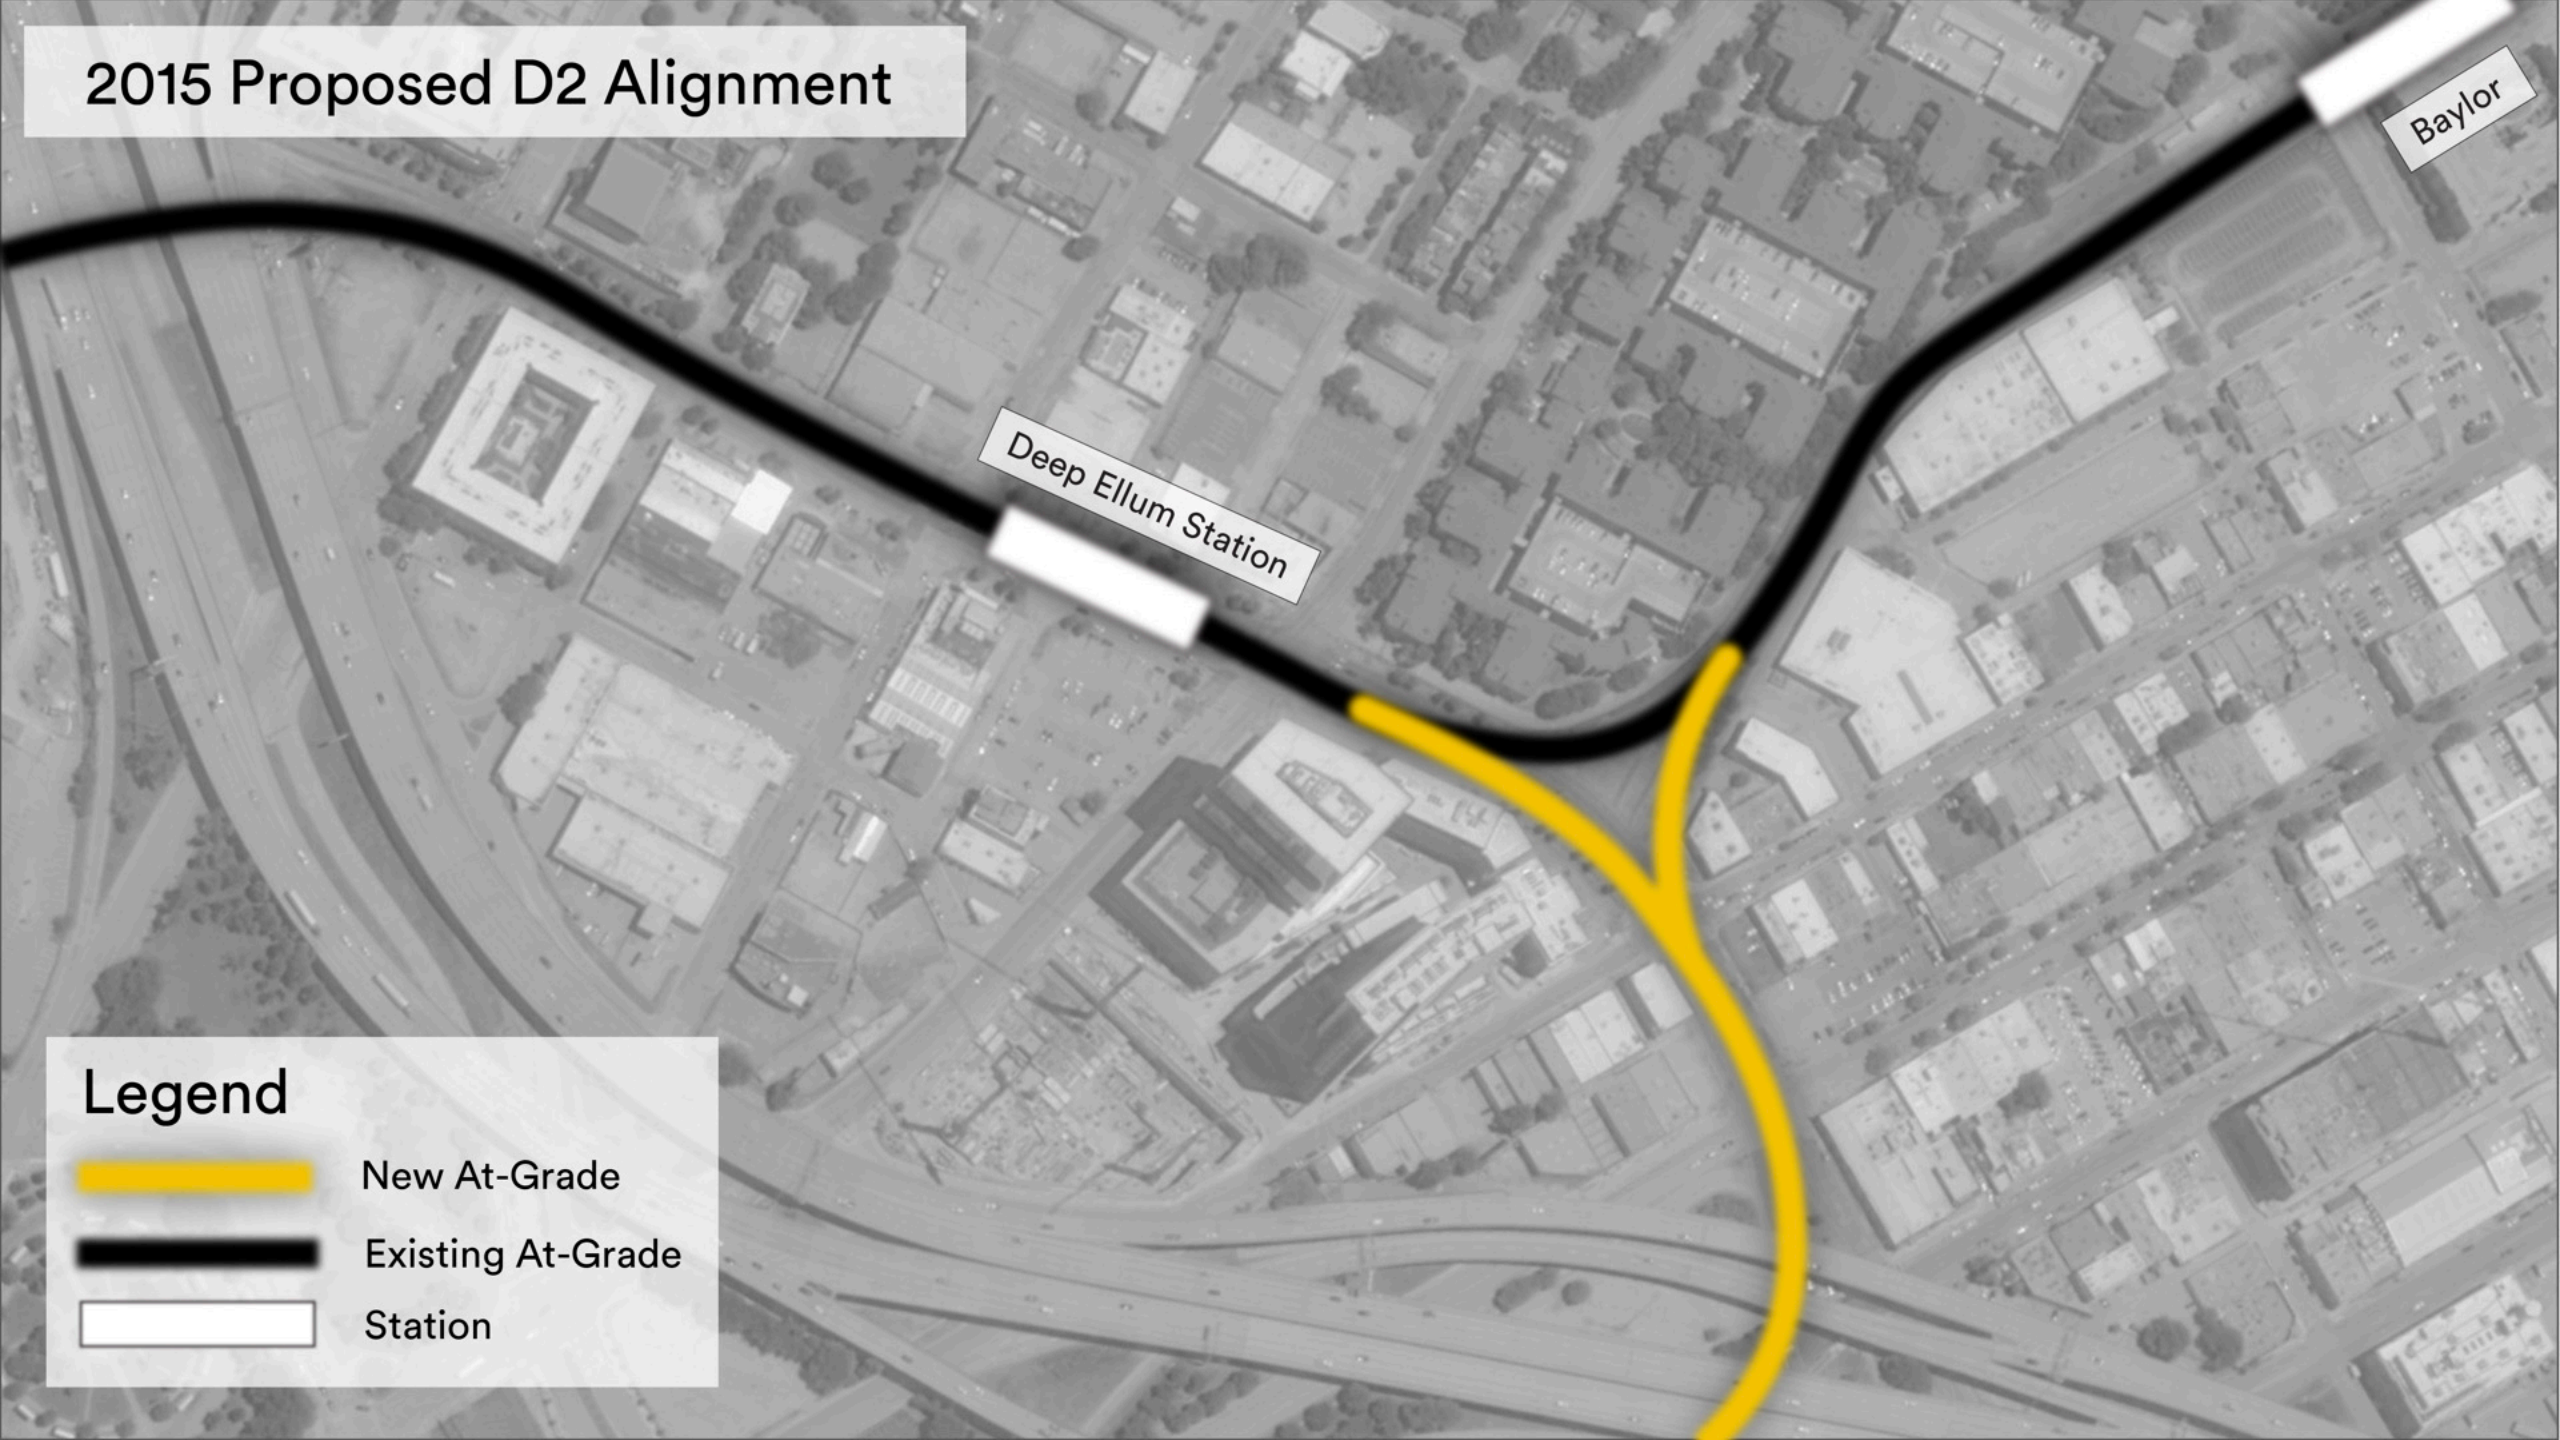 2015 Proposed D2 Alignment
Baylor
Deep Ellum Station
Legend
New At-Grade
Existing At-Grade
Station